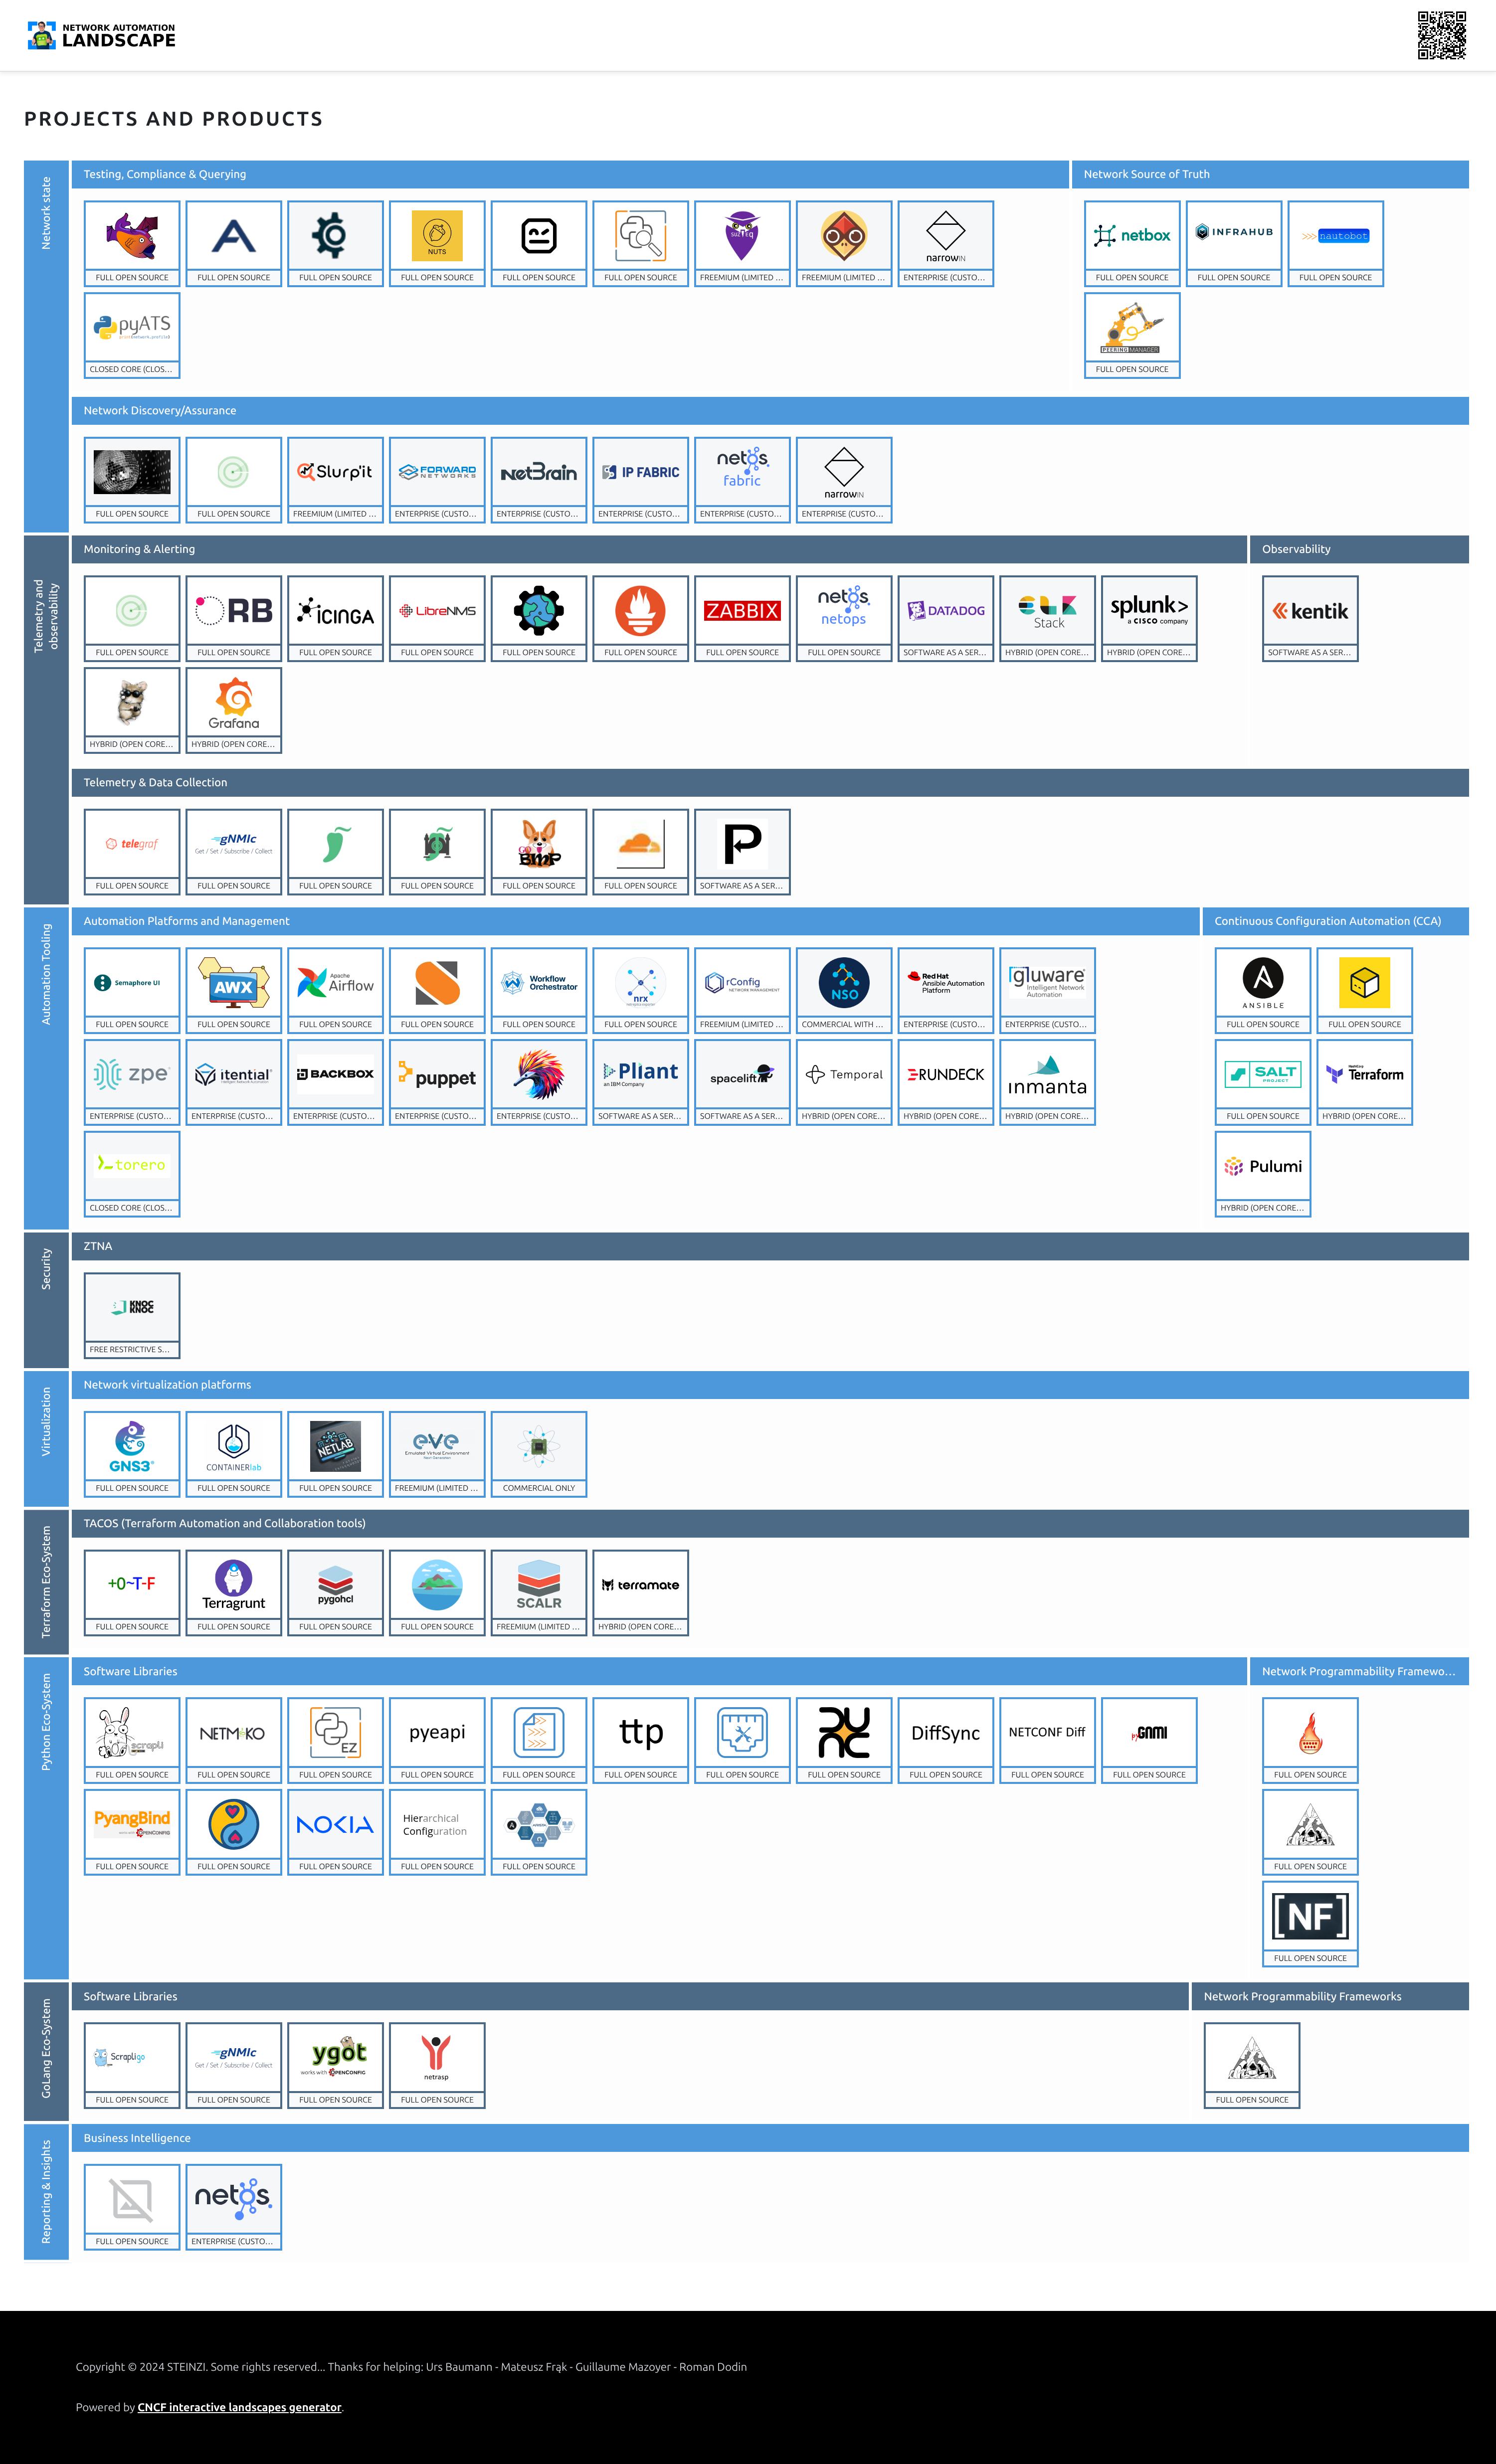 NETWORK AUTOMATION
LANDSCAPE
PROJECTS AND PRODUCTS
Network state
Testing, Compliance & Querying
NUTS
SUZ
narrowIN
FULL OPEN SOURCE FULL OPEN SOURCE FULL OPEN SOURCE FULL OPEN SOURCE FULL OPEN SOURCE FULL OPEN SOURCE FREEMIUM (LIMITED ... FREEMIUM (LIMITED ... ENTERPRISE (CUSTO...
pyATS
CLOSED CORE (CLOS...
Network Source of Truth
netbox INFRAHUB >>>nautobot
FULL OPEN SOURCE FULL OPEN SOURCE FULL OPEN SOURCE
PEERING MANAGER
FULL OPEN SOURCE
Network Discovery/Assurance
Slurp'it FORWARD NETWORKS NetBrain IP FABRIC netos fabric narrowIN
FULL OPEN SOURCE FULL OPEN SOURCE FREEMIUM (LIMITED ... ENTERPRISE (CUSTO... ENTERPRISE (CUSTO... ENTERPRISE (CUSTO... ENTERPRISE (CUSTO... ENTERPRISE (CUSTO...
Telemetry and
observability
Monitoring & Alerting
ORB ICINGA LibreNMS ZABBIX netos netops DATADOG ELK Stack splunk> a CISCO company
FULL OPEN SOURCE FULL OPEN SOURCE FULL OPEN SOURCE FULL OPEN SOURCE FULL OPEN SOURCE FULL OPEN SOURCE FULL OPEN SOURCE FULL OPEN SOURCE SOFTWARE AS A SER... HYBRID (OPEN CORE... HYBRID (OPEN CORE...
Grafana
HYBRID (OPEN CORE... HYBRID (OPEN CORE...
Observability
kentik
SOFTWARE AS A SER...
Telemetry & Data Collection
telegraf gNMIc Get / Set / Subscribe / Collect GO BMP P
FULL OPEN SOURCE FULL OPEN SOURCE FULL OPEN SOURCE FULL OPEN SOURCE FULL OPEN SOURCE FULL OPEN SOURCE SOFTWARE AS A SER...
Automation Tooling
Automation Platforms and Management
Semaphore UI AWX Apache Airflow Workflow Orchestrator nrx rConfig NETWORK MANAGEMENT NSO Red Hat Ansible Automation Platform gluware Intelligent Network Automation
FULL OPEN SOURCE FULL OPEN SOURCE FULL OPEN SOURCE FULL OPEN SOURCE FULL OPEN SOURCE FULL OPEN SOURCE FREEMIUM (LIMITED ... COMMERCIAL WITH ... ENTERPRISE (CUSTO... ENTERPRISE (CUSTO...
zpe itential BACKBOX puppet Pliant an IBM Company spacelift Temporal RUNDECK inmanta
ENTERPRISE (CUSTO... ENTERPRISE (CUSTO... ENTERPRISE (CUSTO... ENTERPRISE (CUSTO... ENTERPRISE (CUSTO... SOFTWARE AS A SER... SOFTWARE AS A SER... HYBRID (OPEN CORE... HYBRID (OPEN CORE... HYBRID (OPEN CORE...
torero
CLOSED CORE (CLOS...
Continuous Configuration Automation (CCA)
ANSIBLE
FULL OPEN SOURCE FULL OPEN SOURCE
SALT PROJECT Terraform
FULL OPEN SOURCE HYBRID (OPEN CORE...
Pulumi
HYBRID (OPEN CORE...
Security
ZTNA
KNOC KNOC
FREE RESTRICTIVE S...
Virtualization
Network virtualization platforms
GNS3 CONTAINERlab NETLAB eve Emulated Virtual Environment Next Generation
FULL OPEN SOURCE FULL OPEN SOURCE FULL OPEN SOURCE FREEMIUM (LIMITED ... COMMERCIAL ONLY
Terraform Eco-System
TACOS (Terraform Automation and Collaboration tools)
+0~T-F Terragrunt pygohcl SCALR terramate
FULL OPEN SOURCE FULL OPEN SOURCE FULL OPEN SOURCE FULL OPEN SOURCE FREEMIUM (LIMITED ... HYBRID (OPEN CORE...
Python Eco-System
Software Libraries
scrapli NETMIKO EZ pyeapi ttp DiffSync NETCONF Diff pyGNMI
FULL OPEN SOURCE FULL OPEN SOURCE FULL OPEN SOURCE FULL OPEN SOURCE FULL OPEN SOURCE FULL OPEN SOURCE FULL OPEN SOURCE FULL OPEN SOURCE FULL OPEN SOURCE FULL OPEN SOURCE FULL OPEN SOURCE
PyangBind OPENCONFIG NOKIA Hierarchical Configuration
FULL OPEN SOURCE FULL OPEN SOURCE FULL OPEN SOURCE FULL OPEN SOURCE FULL OPEN SOURCE
Network Programmability Framewo...
FULL OPEN SOURCE
FULL OPEN SOURCE
[NF]
FULL OPEN SOURCE
GoLang Eco-System
Software Libraries
Scrapligo gNMIc Get / Set / Subscribe / Collect ygot works with OPENCONFIG netrasp
FULL OPEN SOURCE FULL OPEN SOURCE FULL OPEN SOURCE FULL OPEN SOURCE
Network Programmability Frameworks
FULL OPEN SOURCE
Reporting & Insights
Business Intelligence
netos
FULL OPEN SOURCE ENTERPRISE (CUSTO...
Copyright © 2024 STEINZI. Some rights reserved... Thanks for helping: Urs Baumann - Mateusz Frąk - Guillaume Mazoyer - Roman Dodin
Powered by CNCF interactive landscapes generator.